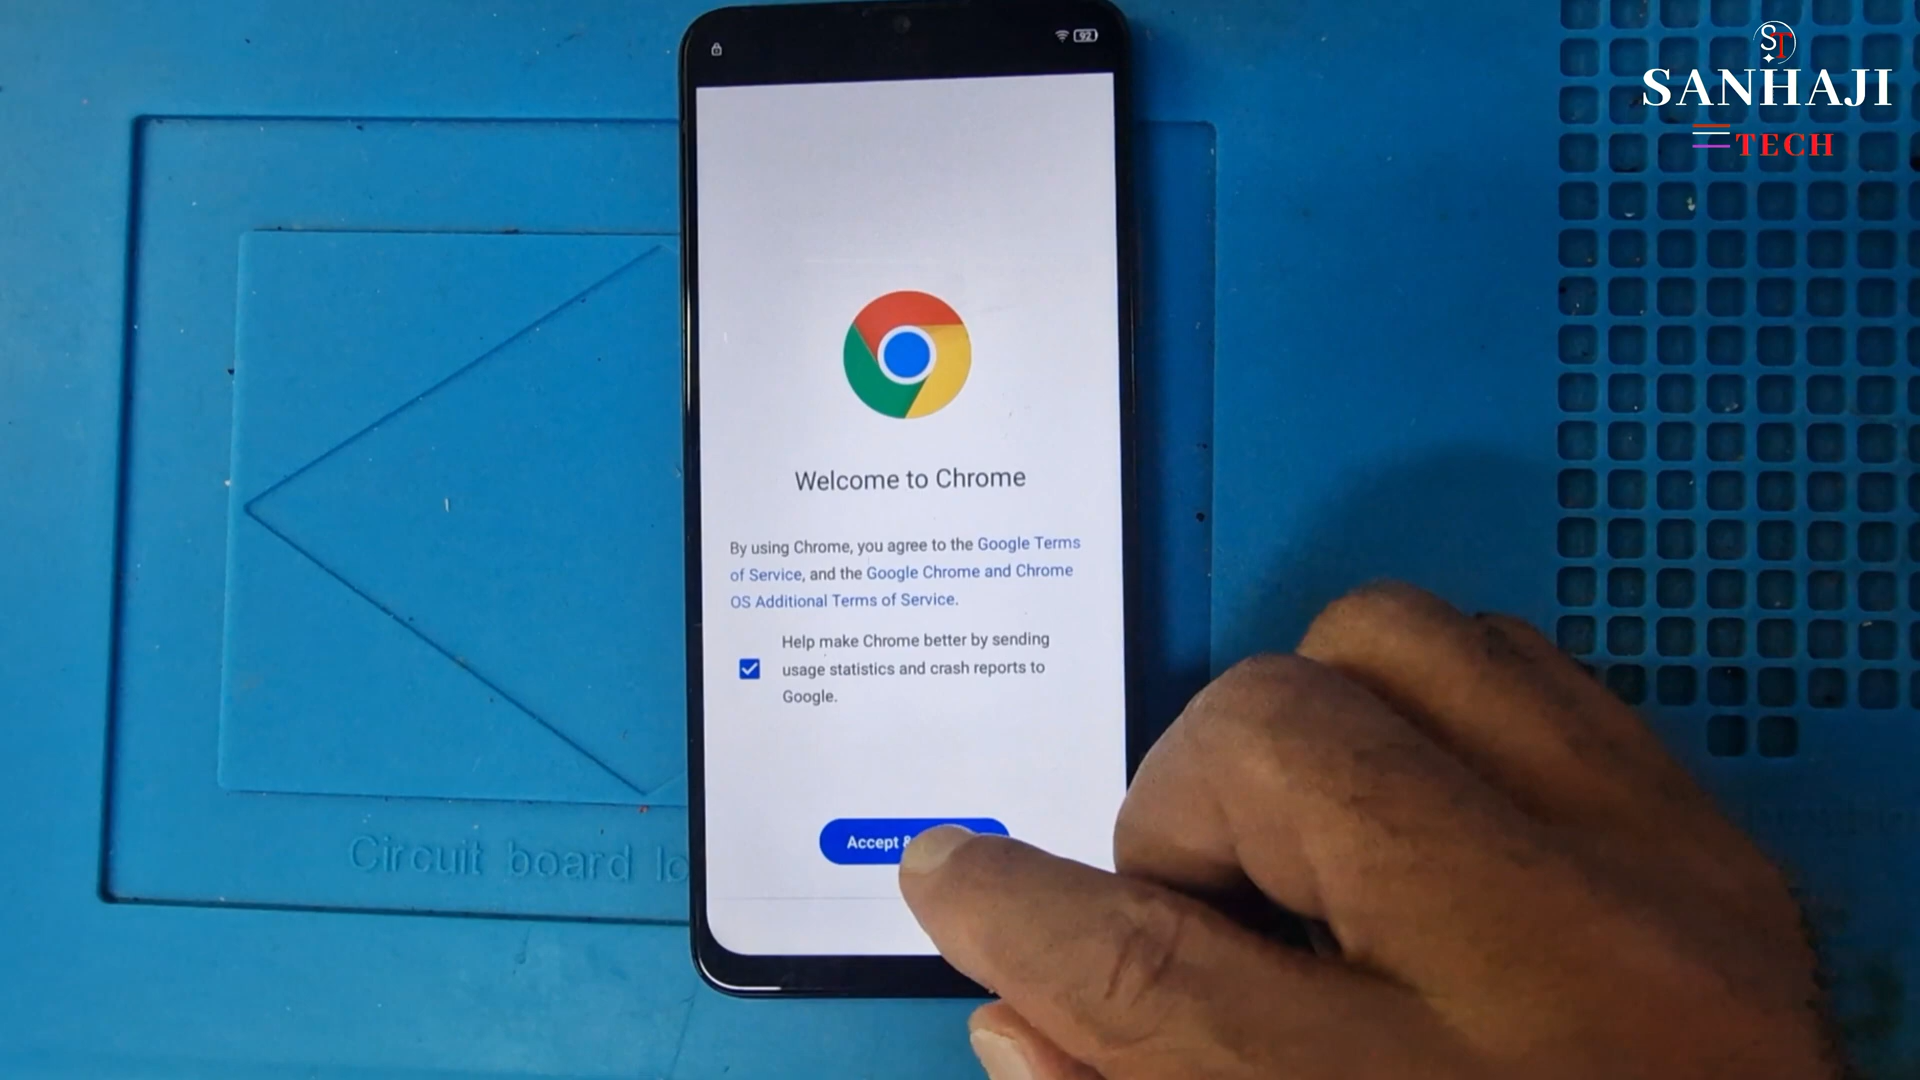 92
ST
SANHAJI
TECH
Welcome to Chrome
By using Chrome, you agree to the Google Terms
of Service, and the Google Chrome and Chrome
OS Additional Terms of Service.
Help make Chrome better by sending
usage statistics and crash reports to
Google.
Accept &
Circuit board